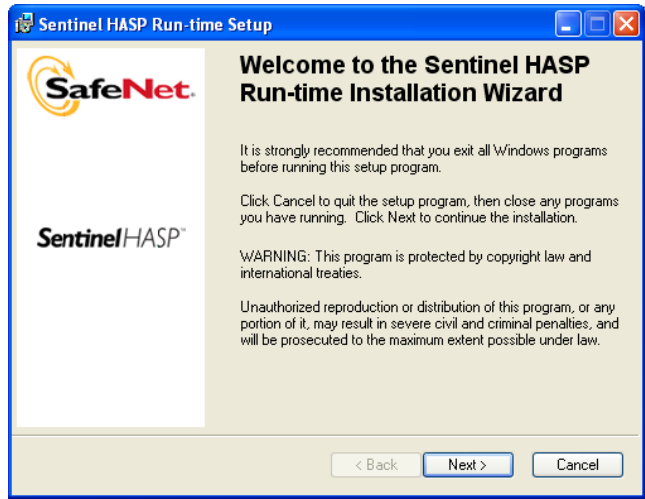 Sentinel HASP Run-time Setup
SafeNet.
Sentinel HASP™
Welcome to the Sentinel HASP
Run-time Installation Wizard
It is strongly recommended that you exit all Windows programs
before running this setup program.
Click Cancel to quit the setup program, then close any programs
you have running. Click Next to continue the installation.
WARNING: This program is protected by copyright law and
international treaties.
Unauthorized reproduction or distribution of this program, or any
portion of it, may result in severe civil and criminal penalties, and
will be prosecuted to the maximum extent possible under law.
< Back
Next >
Cancel